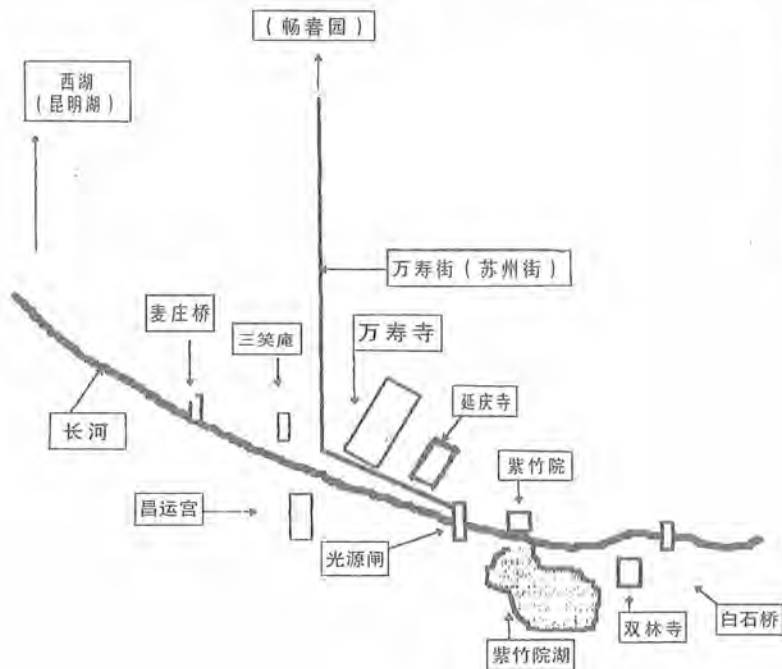 （畅春园）
西湖
（昆明湖）
万寿街（苏州街）
麦庄桥
三笑庵
万寿寺
延庆寺
长河
紫竹院
昌运宫
光源闸
双林寺
白石桥
紫竹院湖